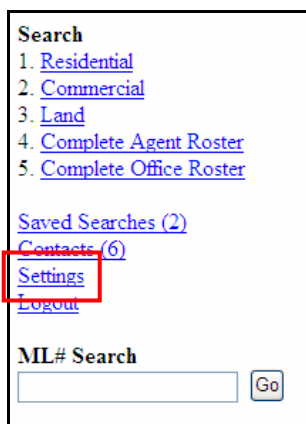 Search
1. Residential
2. Commercial
3. Land
4. Complete Agent Roster
5. Complete Office Roster
Saved Searches (2)
Contacts (6)
Settings
Logout
ML# Search
Go